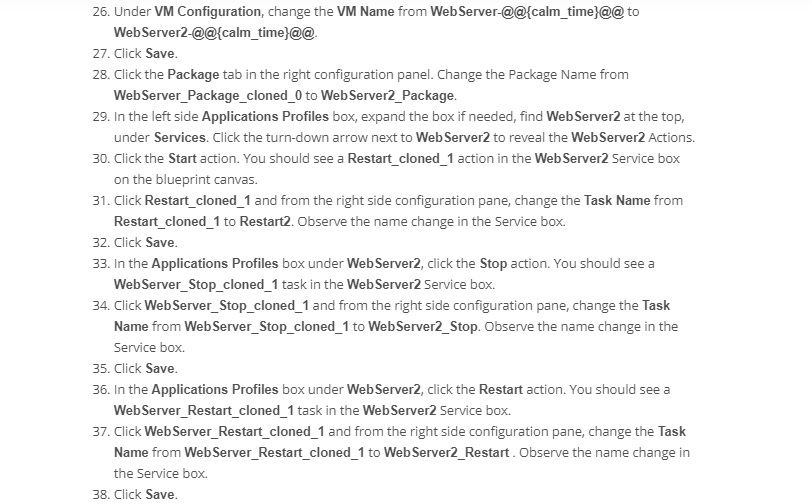 26. Under VM Configuration, change the VM Name from WebServer-@@{calm_time}@@ to
WebServer2-@@{calm_time}@@.
27. Click Save.
28. Click the Package tab in the right configuration panel. Change the Package Name from
WebServer_Package_cloned_0 to WebServer2_Package.
29. In the left side Applications Profiles box, expand the box if needed, find WebServer2 at the top,
under Services. Click the turn-down arrow next to WebServer2 to reveal the WebServer2 Actions.
30. Click the Start action. You should see a Restart_cloned_1 action in the WebServer2 Service box
on the blueprint canvas.
31. Click Restart_cloned_1 and from the right side configuration pane, change the Task Name from
Restart_cloned_1 to Restart2. Observe the name change in the Service box.
32. Click Save.
33. In the Applications Profiles box under WebServer2, click the Stop action. You should see a
WebServer_Stop_cloned_1 task in the WebServer2 Service box.
34. Click WebServer_Stop_cloned_1 and from the right side configuration pane, change the Task
Name from WebServer_Stop_cloned_1 to WebServer2_Stop. Observe the name change in the
Service box.
35. Click Save.
36. In the Applications Profiles box under WebServer2, click the Restart action. You should see a
WebServer_Restart_cloned_1 task in the WebServer2 Service box.
37. Click WebServer_Restart_cloned_1 and from the right side configuration pane, change the Task
Name from WebServer_Restart_cloned_1 to WebServer2_Restart . Observe the name change in
the Service box.
38. Click Save.